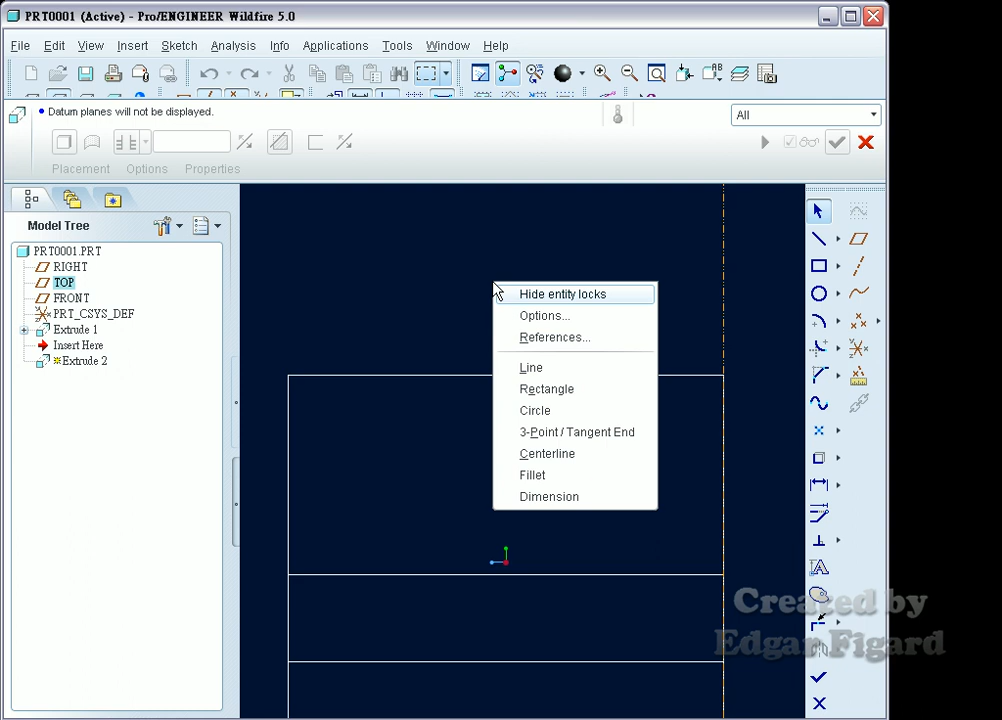 PRT0001 (Active) - Pro/ENGINEER Wildfire 5.0
File Edit View Insert Sketch Analysis Info Applications Tools Window Help
Datum planes will not be displayed.
All
Placement Options Properties
Model Tree
PRT0001.PRT
RIGHT
TOP
FRONT
PRT_CSYS_DEF
Extrude 1
Insert Here
Extrude 2
Hide entity locks
Options...
References...
Line
Rectangle
Circle
3-Point / Tangent End
Centerline
Fillet
Dimension
Created by
Edgar Figard